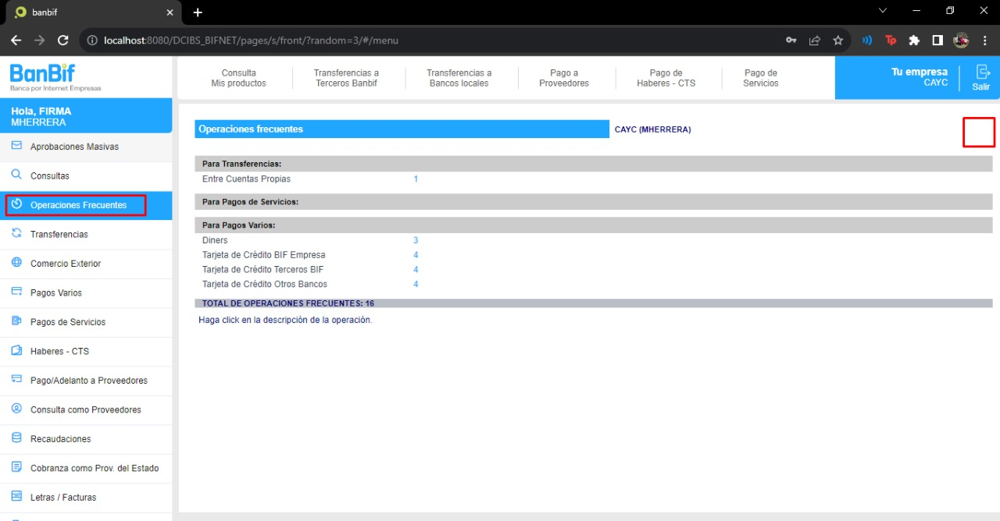 banbif
localhost:8080/DCIBS_BIFNET/pages/s/front/?random=3/#/menu
Tp
BanBif
Banca por Internet Empresas
Consulta
Mis productos
Transferencias a
Terceros Banbif
Transferencias a
Bancos locales
Pago a
Proveedores
Pago de
Haberes - CTS
Pago de
Servicios
Tu empresa
CAYC
Salir
Hola, FIRMA
MHERRERA
Aprobaciones Masivas
Consultas
Operaciones Frecuentes
Transferencias
Comercio Exterior
Pagos Varios
Pagos de Servicios
Haberes - CTS
Pago/Adelanto a Proveedores
Consulta como Proveedores
Recaudaciones
Cobranza como Prov. del Estado
Letras / Facturas
Operaciones frecuentes
CAYC (MHERRERA)
Para Transferencias:
Entre Cuentas Propias 1
Para Pagos de Servicios:
Para Pagos Varios:
Diners 3
Tarjeta de Crédito BIF Empresa 4
Tarjeta de Crédito Terceros BIF 4
Tarjeta de Crédito Otros Bancos 4
TOTAL DE OPERACIONES FRECUENTES: 16
Haga click en la descripción de la operación.